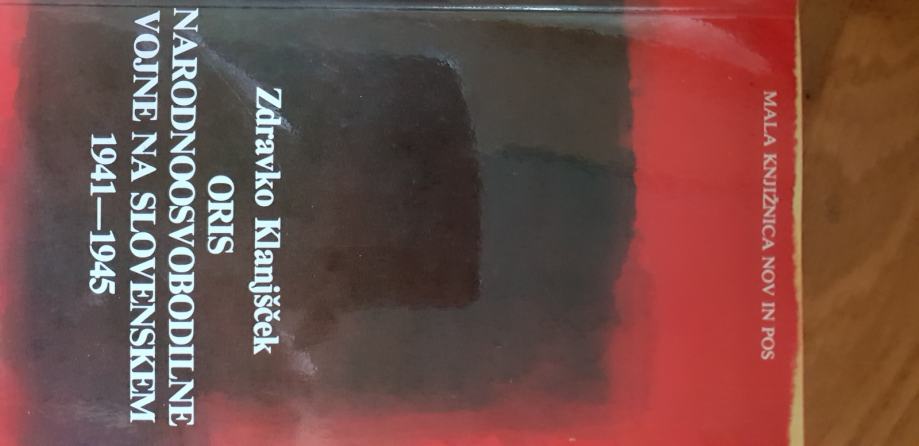 MALA KNJIŽNICA NOV IN POS
Zdravko Klanjšček
ORIS
NARODNOOSVOBODILNE
VOJNE NA SLOVENSKEM
1941—1945